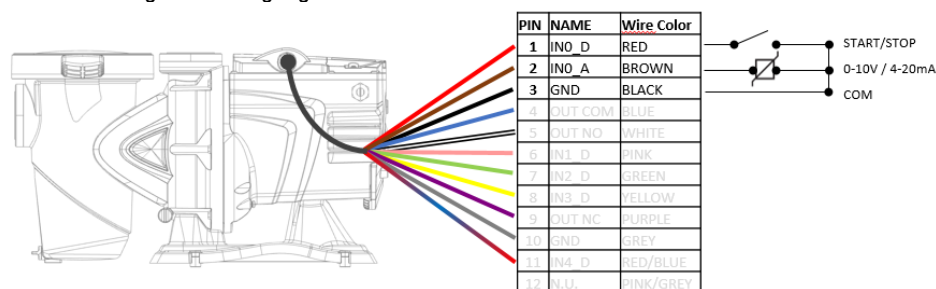 PIN NAME Wire Color
1 IN0_D RED
2 IN0_A BROWN
3 GND BLACK
4 OUT COM BLUE
5 OUT NO WHITE
6 IN1_D PINK
7 IN2_D GREEN
8 IN3_D YELLOW
9 OUT NC PURPLE
10 GND GREY
11 IN4_D RED/BLUE
12 N.U. PINK/GREY
START/STOP
0-10V / 4-20mA
COM